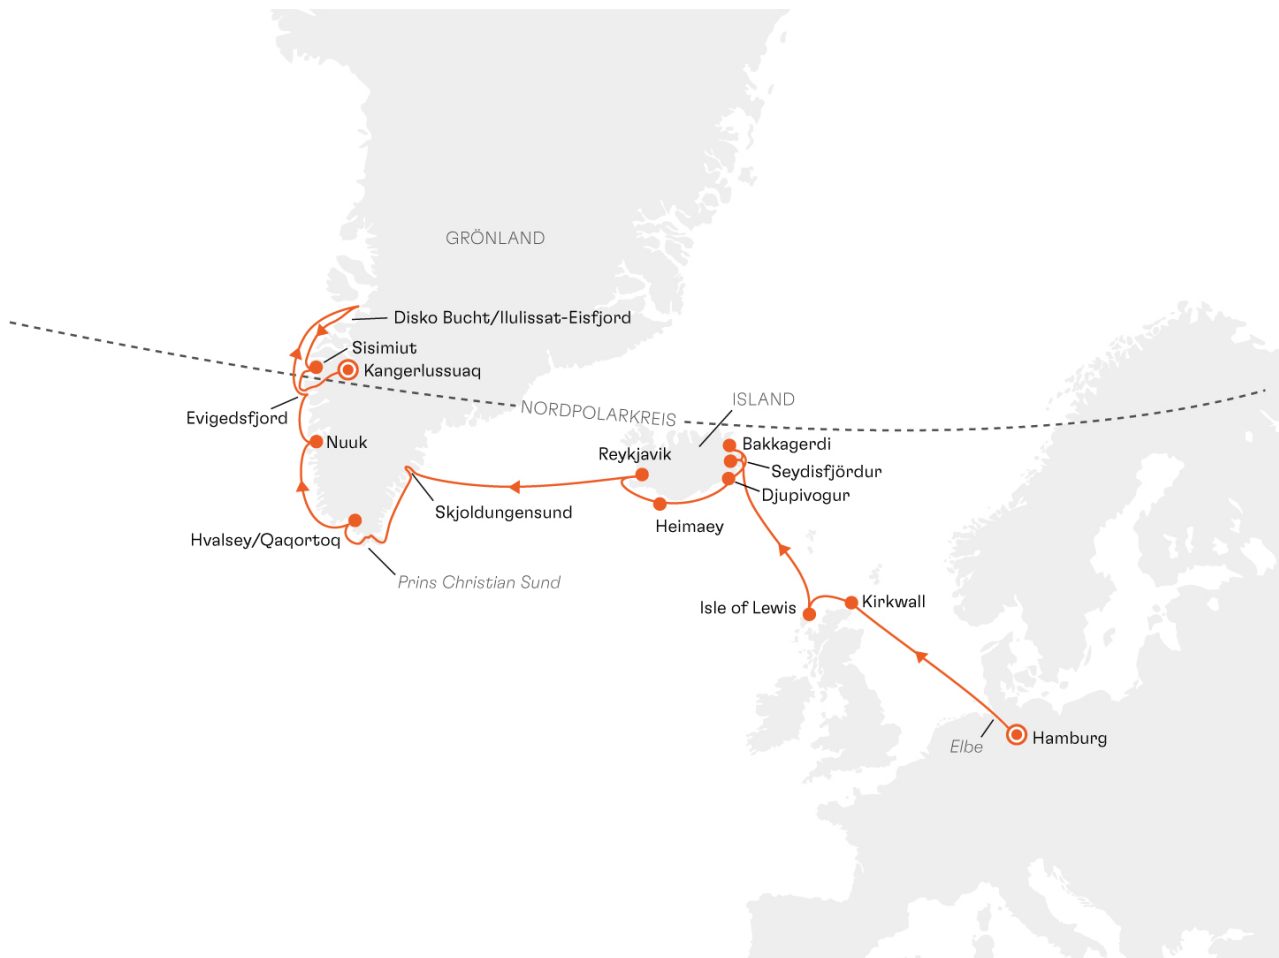 GRÖNLAND
Disko Bucht/Ilulissat-Eisfjord
Sisimiut
Kangerlussuaq
Evigedsfjord
NORDPOLARKREIS
ISLAND
Nuuk
Bakkagerdi
Reykjavik
Seydisfjördur
Djupivogur
Skjoldungensund
Heimaey
Hvalsey/Qaqortoq
Prins Christian Sund
Isle of Lewis
Kirkwall
Elbe
Hamburg